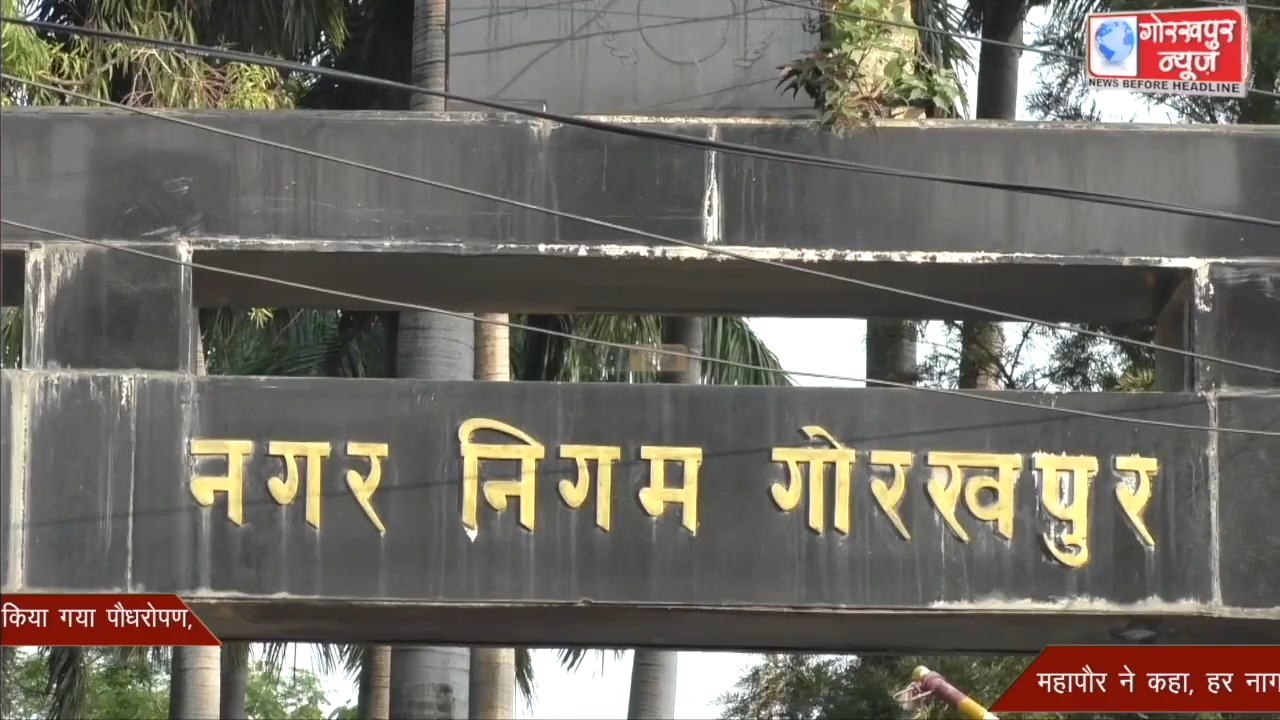 गोरखपुर
न्यूज़
NEWS BEFORE HEADLINE
नगर निगम गोरखपुर
किया गया पौधरोपण,
महापौर ने कहा, हर